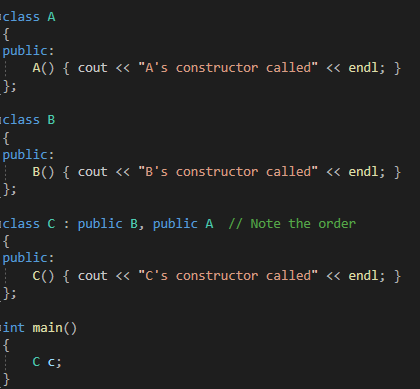 class A
{
public:
    A() { cout << "A's constructor called" << endl; }
};

class B
{
public:
    B() { cout << "B's constructor called" << endl; }
};

class C : public B, public A  // Note the order
{
public:
    C() { cout << "C's constructor called" << endl; }
};

int main()
{
    C c;
}